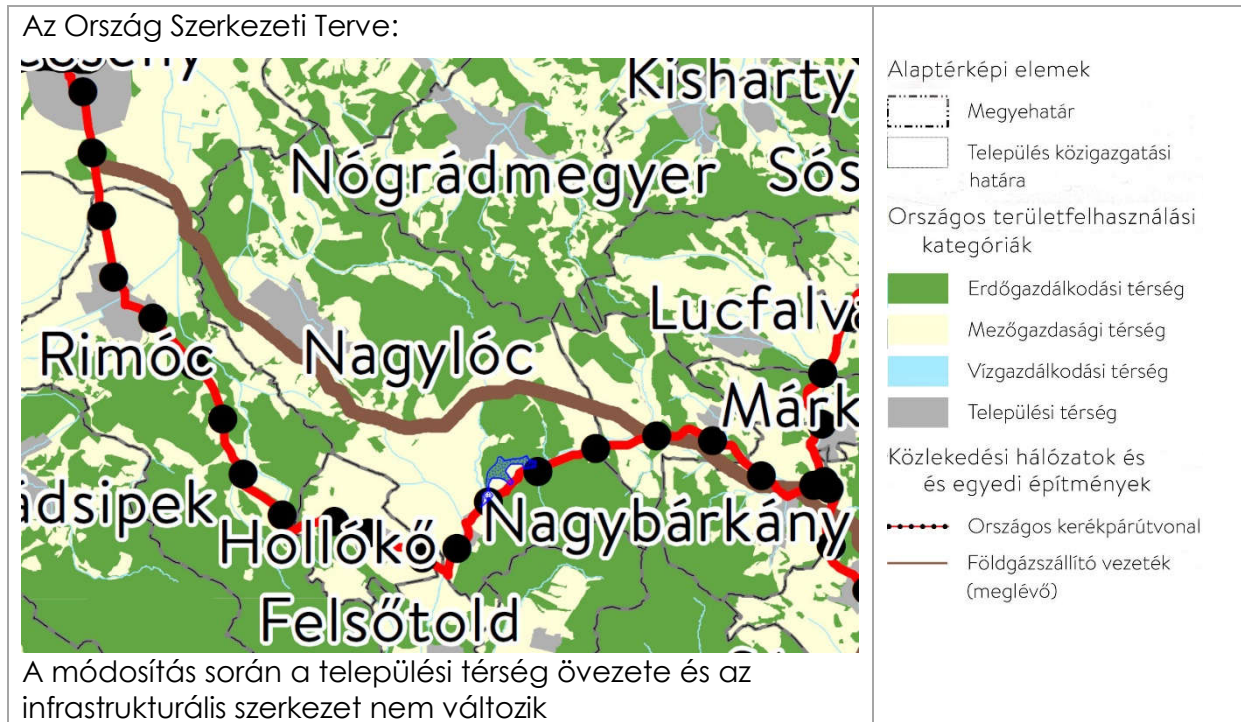 Az Ország Szerkezeti Terve:
Kisharty
Nógrádmegyer
Sós
Lucfalva
Nagylóc
Rimóc
Márk
ádsipek
Nagybárkány
Hollókő
Felsőtold
A módosítás során a települési térség övezete és az
infrastrukturális szerkezet nem változik
Alaptérképi elemek
Megyehatár
Település közigazgatási
határa
Országos területfelhasználási
kategóriák
Erdőgazdálkodási térség
Mezőgazdasági térség
Vízgazdálkodási térség
Települési térség
Közlekedési hálózatok és
és egyedi építmények
Országos kerékpárútvonal
Földgázszállító vezeték
(meglévő)